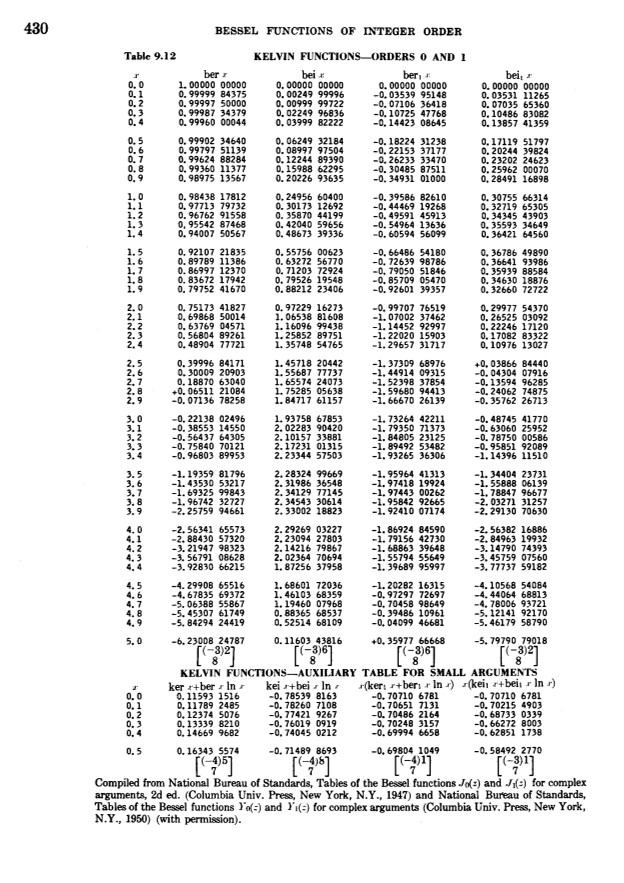 430
BESSEL FUNCTIONS OF INTEGER ORDER
Table 9.12 KELVIN FUNCTIONS—ORDERS 0 AND 1
x ber x bei x ber₁ x bei₁ x
0.0 1.00000 00000 0.00000 00000 0.00000 00000 0.00000 00000
0.1 0.99999 84375 0.00249 99996 -0.03539 95148 0.03531 11265
0.2 0.99997 50000 0.00999 99722 -0.07106 36418 0.07035 65360
0.3 0.99987 34379 0.02249 96836 -0.10725 47768 0.10486 83082
0.4 0.99960 00044 0.03999 82222 -0.14423 08645 0.13857 41359
0.5 0.99902 34640 0.06249 32184 -0.18224 31238 0.17119 51797
0.6 0.99797 51139 0.08997 97504 -0.22153 37177 0.20244 39824
0.7 0.99624 88284 0.12244 89390 -0.26233 33470 0.23202 24623
0.8 0.99360 11377 0.15988 62295 -0.30485 87511 0.25962 00070
0.9 0.98975 13567 0.20226 93635 -0.34931 01000 0.28491 16898
1.0 0.98438 17812 0.24956 60400 -0.39586 82610 0.30755 66314
1.1 0.97713 79732 0.30173 12692 -0.44469 19268 0.32719 65305
1.2 0.96762 91558 0.35870 44199 -0.49591 45913 0.34345 43903
1.3 0.95542 87468 0.42040 59656 -0.54964 13636 0.35593 34649
1.4 0.94007 50567 0.48673 39336 -0.60594 56099 0.36421 64560
1.5 0.92107 21835 0.55756 00623 -0.66486 54180 0.36786 49890
1.6 0.89789 11386 0.63272 56770 -0.72639 98786 0.36641 93986
1.7 0.86997 12370 0.71203 72924 -0.79050 51846 0.35939 88584
1.8 0.83672 17942 0.79526 19548 -0.85709 05470 0.34630 18876
1.9 0.79752 41670 0.88212 23406 -0.92601 39357 0.32660 72722
2.0 0.75173 41827 0.97229 16273 -0.99707 76519 0.29977 54370
2.1 0.69868 50014 1.06538 81608 -1.07002 37462 0.26525 03092
2.2 0.63769 04571 1.16096 99438 -1.14452 92997 0.22246 17120
2.3 0.56804 89261 1.25852 89751 -1.22020 15903 0.17082 83322
2.4 0.48904 77721 1.35748 54765 -1.29657 31717 0.10976 13027
2.5 0.39996 84171 1.45718 20442 -1.37309 68976 +0.03866 84440
2.6 0.30009 20903 1.55687 77737 -1.44914 09315 -0.04304 07916
2.7 0.18870 63040 1.65574 24073 -1.52398 37854 -0.13594 96285
2.8 +0.06511 21084 1.75285 05638 -1.59680 94413 -0.24062 74875
2.9 -0.07136 78258 1.84717 61157 -1.66670 26139 -0.35762 26713
3.0 -0.22138 02496 1.93758 67853 -1.73264 42211 -0.48745 41770
3.1 -0.38553 14550 2.02283 90420 -1.79350 71373 -0.63060 25952
3.2 -0.56437 64305 2.10157 33881 -1.84805 23125 -0.78750 00586
3.3 -0.75840 70121 2.17231 01315 -1.89492 53482 -0.95851 92089
3.4 -0.96803 89953 2.23344 57503 -1.93265 36306 -1.14396 11510
3.5 -1.19359 81796 2.28324 99669 -1.95964 41313 -1.34404 23731
3.6 -1.43530 53217 2.31986 36548 -1.97418 19924 -1.55888 06139
3.7 -1.69325 99843 2.34129 77145 -1.97443 00262 -1.78847 96677
3.8 -1.96742 32727 2.34543 30614 -1.95842 92665 -2.03271 31257
3.9 -2.25759 94661 2.33002 18823 -1.92410 07174 -2.29130 70630
4.0 -2.56341 65573 2.29269 03227 -1.86924 84590 -2.56382 16886
4.1 -2.88430 57320 2.23094 27803 -1.79156 42730 -2.84963 19932
4.2 -3.21947 98323 2.14216 79867 -1.68863 39648 -3.14790 74393
4.3 -3.56791 08628 2.02364 70694 -1.55794 55649 -3.45759 07560
4.4 -3.92830 66215 1.87256 37958 -1.39689 95997 -3.77737 59182
4.5 -4.29908 65516 1.68601 72036 -1.20282 16315 -4.10568 54084
4.6 -4.67835 69372 1.46103 68359 -0.97297 72697 -4.44064 68813
4.7 -5.06388 55867 1.19460 07968 -0.70458 98649 -4.78006 93721
4.8 -5.45307 61749 0.88365 68537 -0.39486 10961 -5.12141 92170
4.9 -5.84294 24419 0.52514 68109 -0.04099 46681 -5.46179 58790
5.0 -6.23008 24787 0.11603 43816 +0.35977 66668 -5.79790 79018
[(-3)2] [(-3)6] [(-3)6] [(-3)2]
8 8 8 8
KELVIN FUNCTIONS—AUXILIARY TABLE FOR SMALL ARGUMENTS
x ker x+ber x ln x kei x+bei x ln x x(ker₁ x+ber₁ x ln x) x(kei₁ x+bei₁ x ln x)
0.0 0.11593 1516 -0.78539 8163 -0.70710 6781 -0.70710 6781
0.1 0.11789 2485 -0.78260 7108 -0.70651 7131 -0.70215 4903
0.2 0.12374 5076 -0.77421 9267 -0.70486 2164 -0.68733 0339
0.3 0.13339 8210 -0.76019 0919 -0.70248 3157 -0.66272 8003
0.4 0.14669 9682 -0.74045 0212 -0.69994 6658 -0.62851 1738
0.5 0.16343 5574 -0.71489 8693 -0.69804 1049 -0.58492 2770
[(-4)5] [(-4)8] [(-4)1] [(-3)1]
7 7 7 7
Compiled from National Bureau of Standards, Tables of the Bessel functions J₀(z) and J₁(z) for complex
arguments, 2d ed. (Columbia Univ. Press, New York, N.Y., 1947) and National Bureau of Standards,
Tables of the Bessel functions Y₀(z) and Y₁(z) for complex arguments (Columbia Univ. Press, New York,
N.Y., 1950) (with permission).